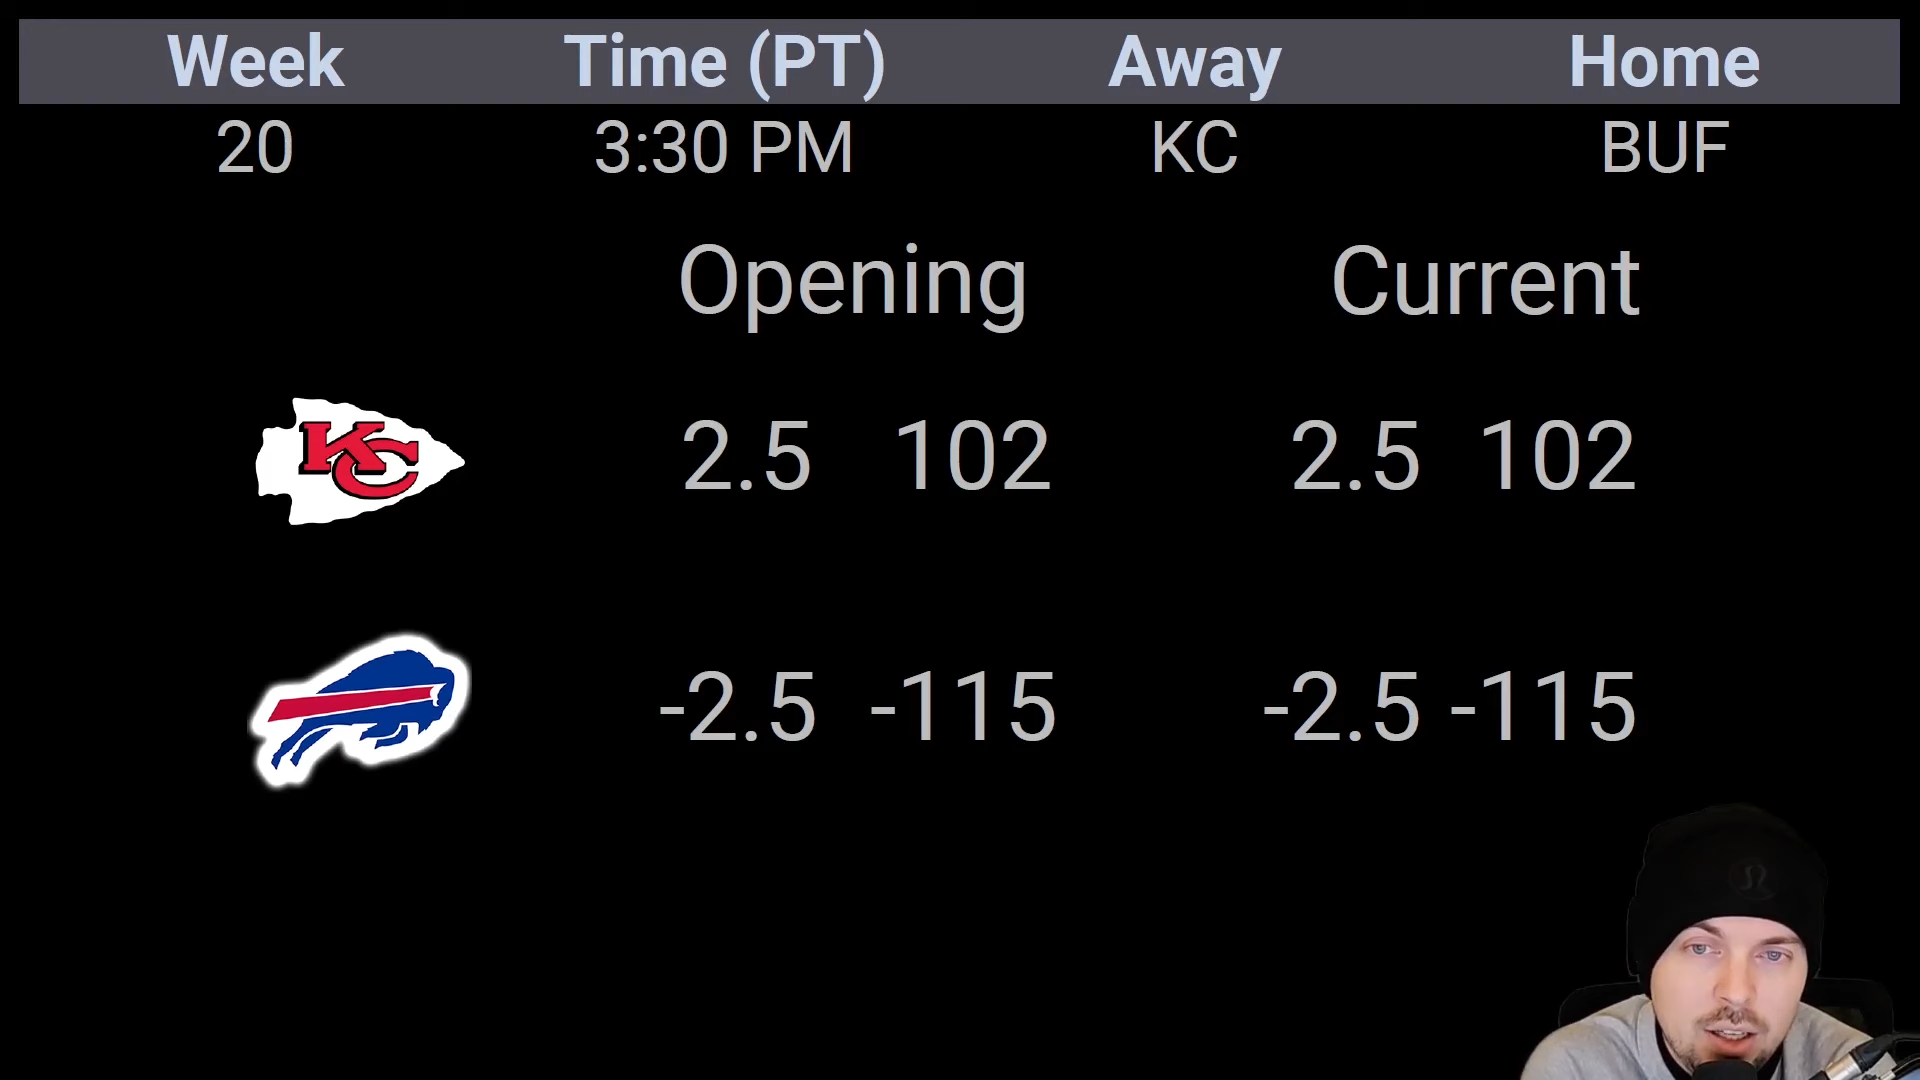 Week Time (PT) Away Home
20 3:30 PM KC BUF
Opening Current
KC 2.5 102 2.5 102
-2.5 -115 -2.5 -115